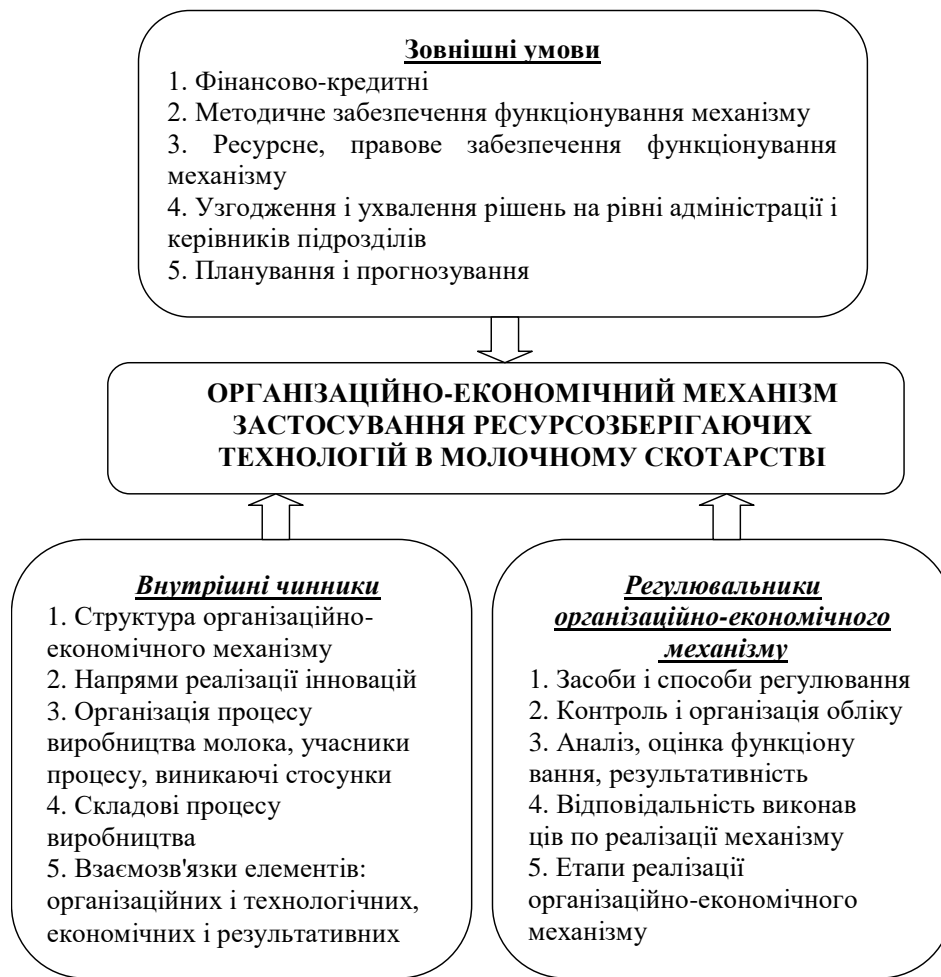 Зовнішні умови
1. Фінансово-кредитні
2. Методичне забезпечення функціонування механізму
3. Ресурсне, правове забезпечення функціонування
механізму
4. Узгодження і ухвалення рішень на рівні адміністрації і
керівників підрозділів
5. Планування і прогнозування
ОРГАНІЗАЦІЙНО-ЕКОНОМІЧНИЙ МЕХАНІЗМ
ЗАСТОСУВАННЯ РЕСУРСОЗБЕРІГАЮЧИХ
ТЕХНОЛОГІЙ В МОЛОЧНОМУ СКОТАРСТВІ
Внутрішні чинники
1. Структура організаційно-
економічного механізму
2. Напрями реалізації інновацій
3. Організація процесу
виробництва молока, учасники
процесу, виникаючі стосунки
4. Складові процесу
виробництва
5. Взаємозв'язки елементів:
організаційних і технологічних,
економічних і результативних
Регулювальники
організаційно-економічного
механізму
1. Засоби і способи регулювання
2. Контроль і організація обліку
3. Аналіз, оцінка функціону
вання, результативність
4. Відповідальність виконав
ців по реалізації механізму
5. Етапи реалізації
організаційно-економічного
механізму